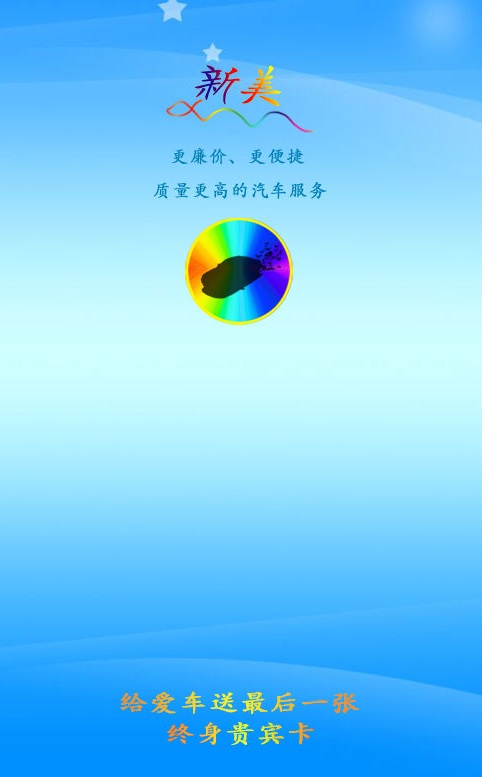 新美
更廉价、更便捷
质量更高的汽车服务
给爱车送最后一张
终身贵宾卡